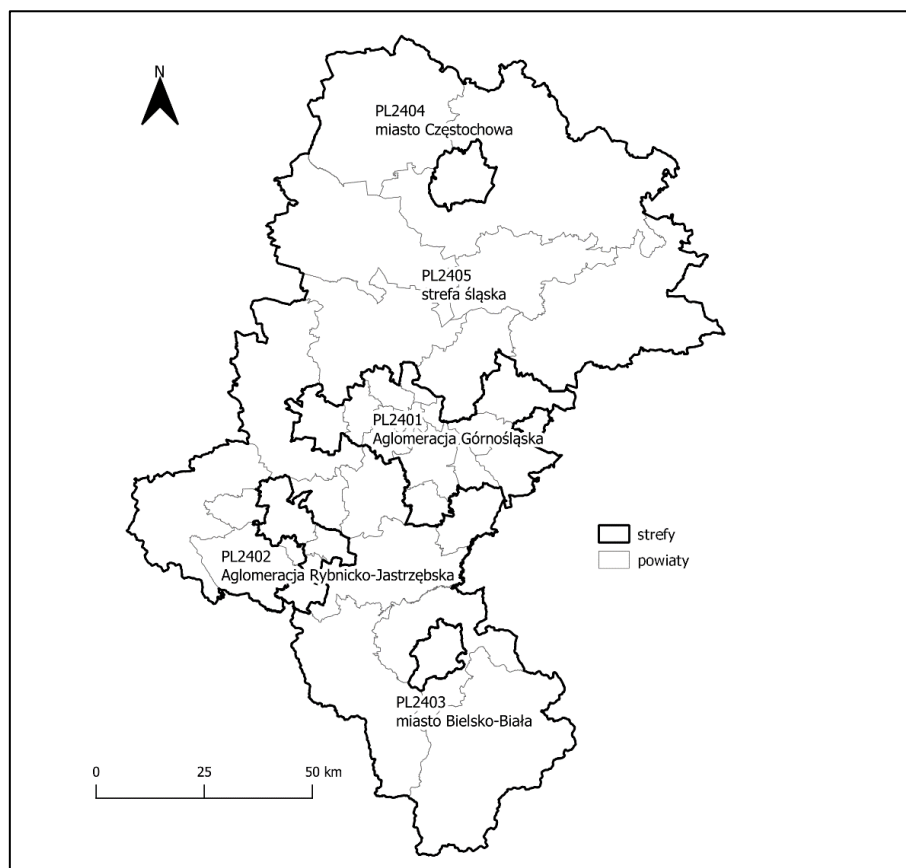 N
PL2404
miasto Częstochowa
PL2405
strefa śląska
PL2401
Aglomeracja Górnośląska
strefy
powiaty
PL2402
Aglomeracja Rybnicko-Jastrzębska
PL2403
miasto Bielsko-Biała
0 25 50 km